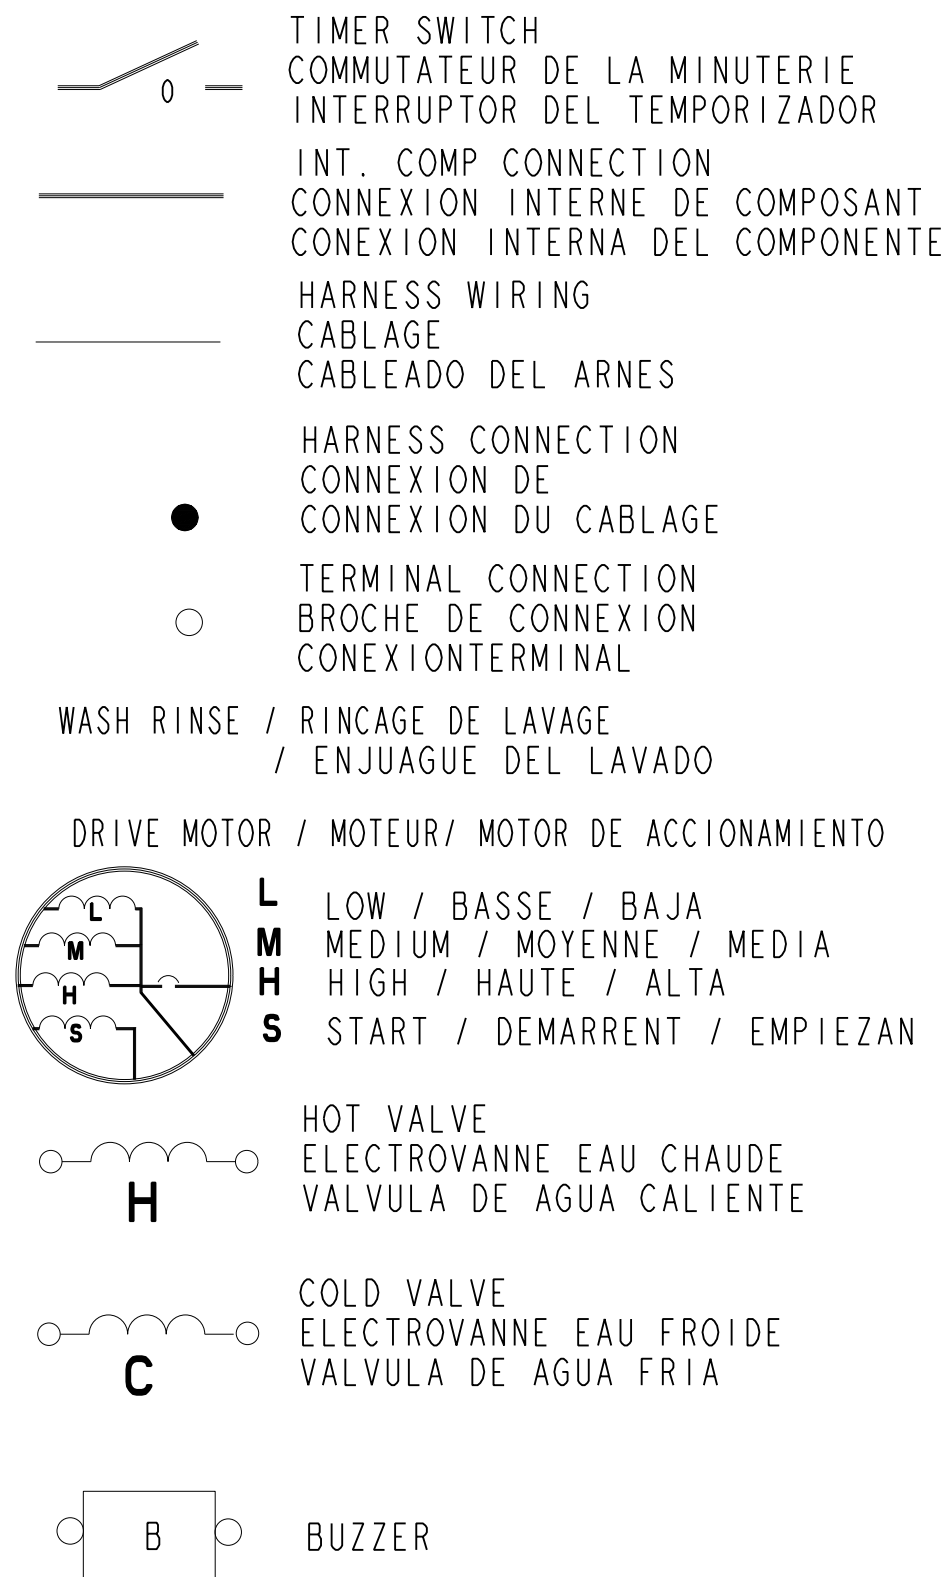 TIMER SWITCH
COMMUTATEUR DE LA MINUTERIE
0
INTERRUPTOR DEL TEMPORIZADOR
INT. COMP CONNECTION
CONNEXION INTERNE DE COMPOSANT
CONEXION INTERNA DEL COMPONENTE
HARNESS WIRING
CABLAGE
CABLEADO DEL ARNES
HARNESS CONNECTION
CONNEXION DE
CONNEXION DU CABLAGE
TERMINAL CONNECTION
BROCHE DE CONNEXION
CONEXIONTERMINAL
WASH RINSE / RINCAGE DE LAVAGE
/ ENJUAGUE DEL LAVADO
DRIVE MOTOR / MOTEUR/ MOTOR DE ACCIONAMIENTO
L
M
H
S
L LOW / BASSE / BAJA
M MEDIUM / MOYENNE / MEDIA
H HIGH / HAUTE / ALTA
S START / DEMARRENT / EMPIEZAN
HOT VALVE
ELECTROVANNE EAU CHAUDE
VALVULA DE AGUA CALIENTE
H
COLD VALVE
ELECTROVANNE EAU FROIDE
VALVULA DE AGUA FRIA
C
B BUZZER